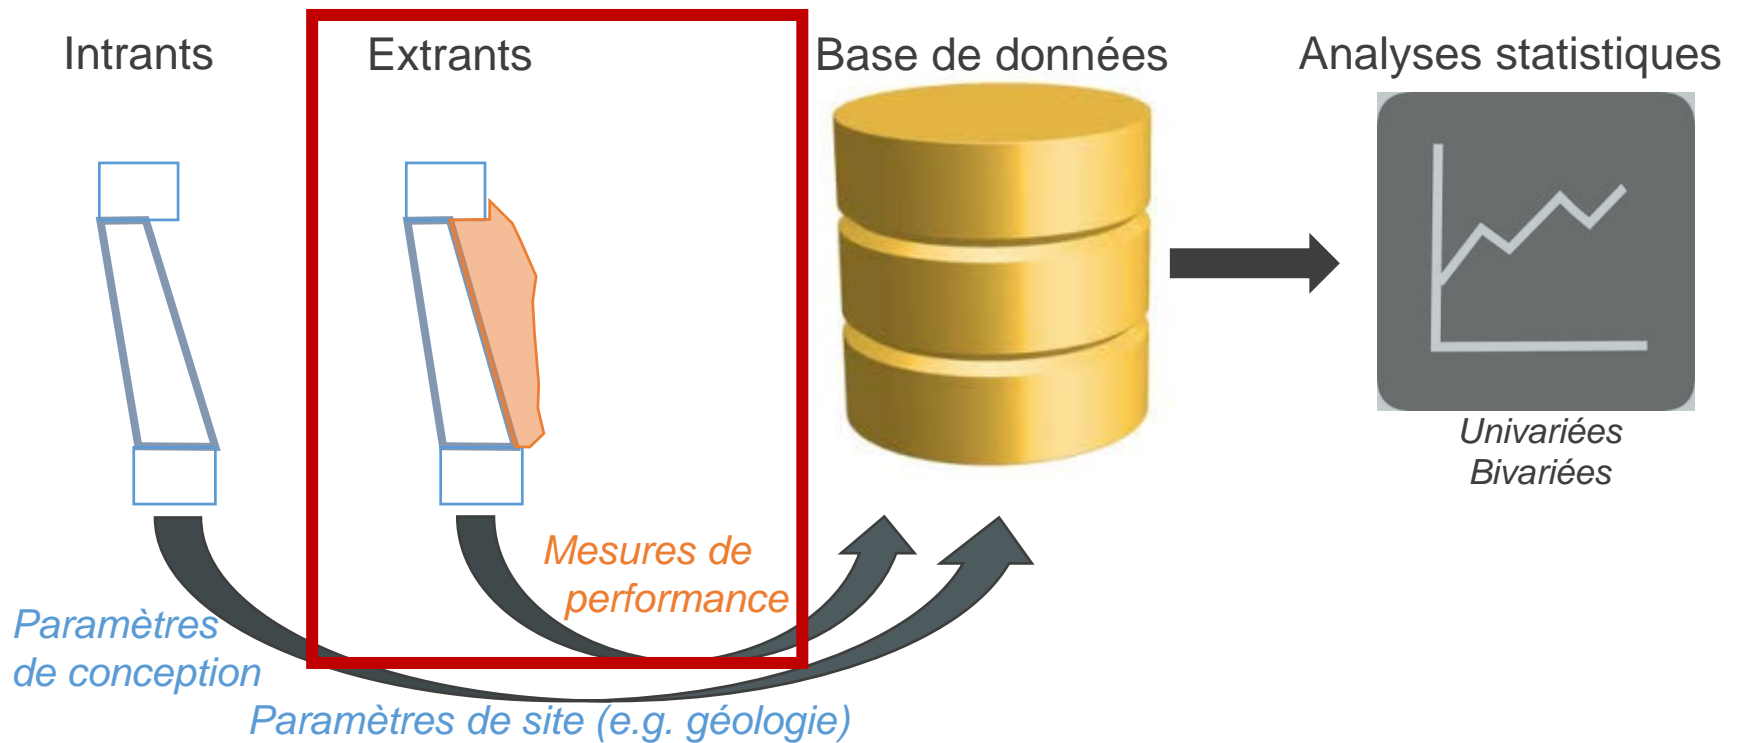 Intrants
Extrants
Base de données
Analyses statistiques
Univariées
Bivariées
Mesures de
performance
Paramètres
de conception
Paramètres de site (e.g. géologie)